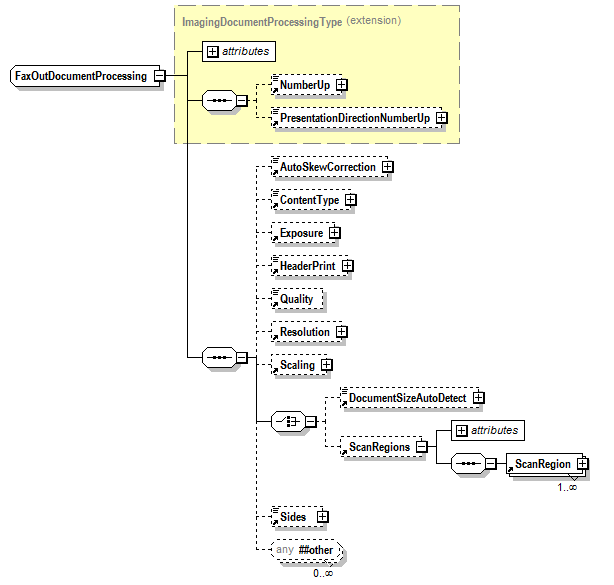 ImagingDocumentProcessingType (extension)
attributes
FaxOutDocumentProcessing
NumberUp
PresentationDirectionNumberUp
AutoSkewCorrection
ContentType
Exposure
HeaderPrint
Quality
Resolution
Scaling
DocumentSizeAutoDetect
attributes
ScanRegions
ScanRegion
1..∞
Sides
any ##other
0..∞